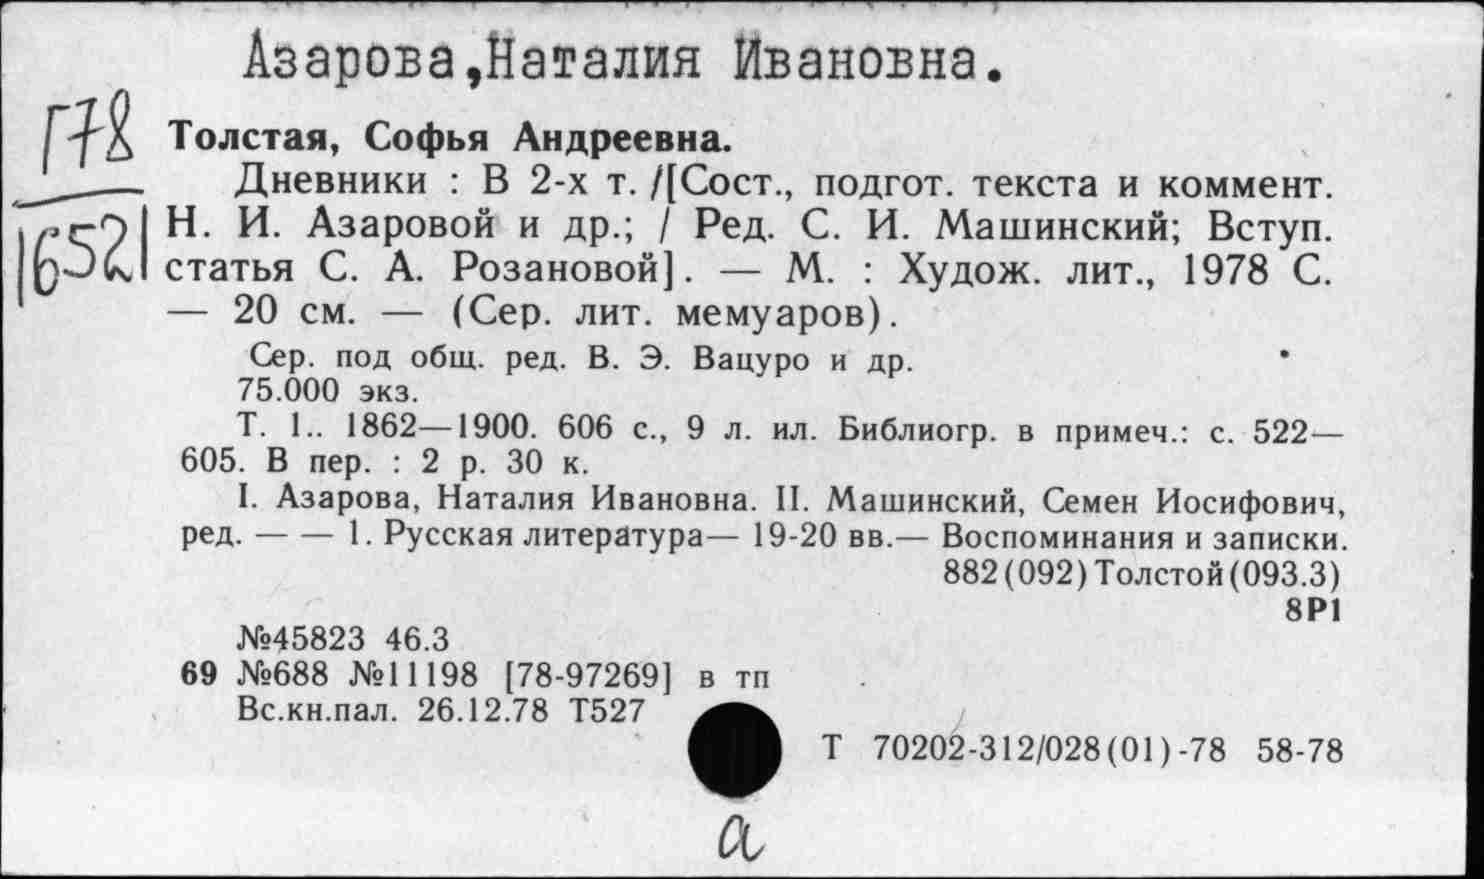 Азарова,Наталия Ивановна.
Г78
Толстая, Софья Андреевна.
Дневники : В 2-х т. /[Сост., подгот. текста и коммент.
1652
Н. И. Азаровой и др.; / Ред. С. И. Машинский; Вступ.
статья С. А. Розановой]. — М. : Худож. лит., 1978 С.
— 20 см. — (Сер. лит. мемуаров).
Сер. под общ. ред. В. Э. Вацуро и др.
75.000 экз.
Т. 1.. 1862—1900. 606 с., 9 л. ил. Библиогр. в примеч.: с. 522—
605. В пер. : 2 р. 30 к.
I. Азарова, Наталия Ивановна. II. Машинский, Семен Иосифович,
ред. — — 1. Русская литература— 19-20 вв.— Воспоминания и записки.
882(092)Толстой(093.3)
8Р1
№45823 46.3
69 №688 №11198 [78-97269] в тп
Вс.кн.пал. 26.12.78 Т527
Т 70202-312/028(01)-78 58-78
а